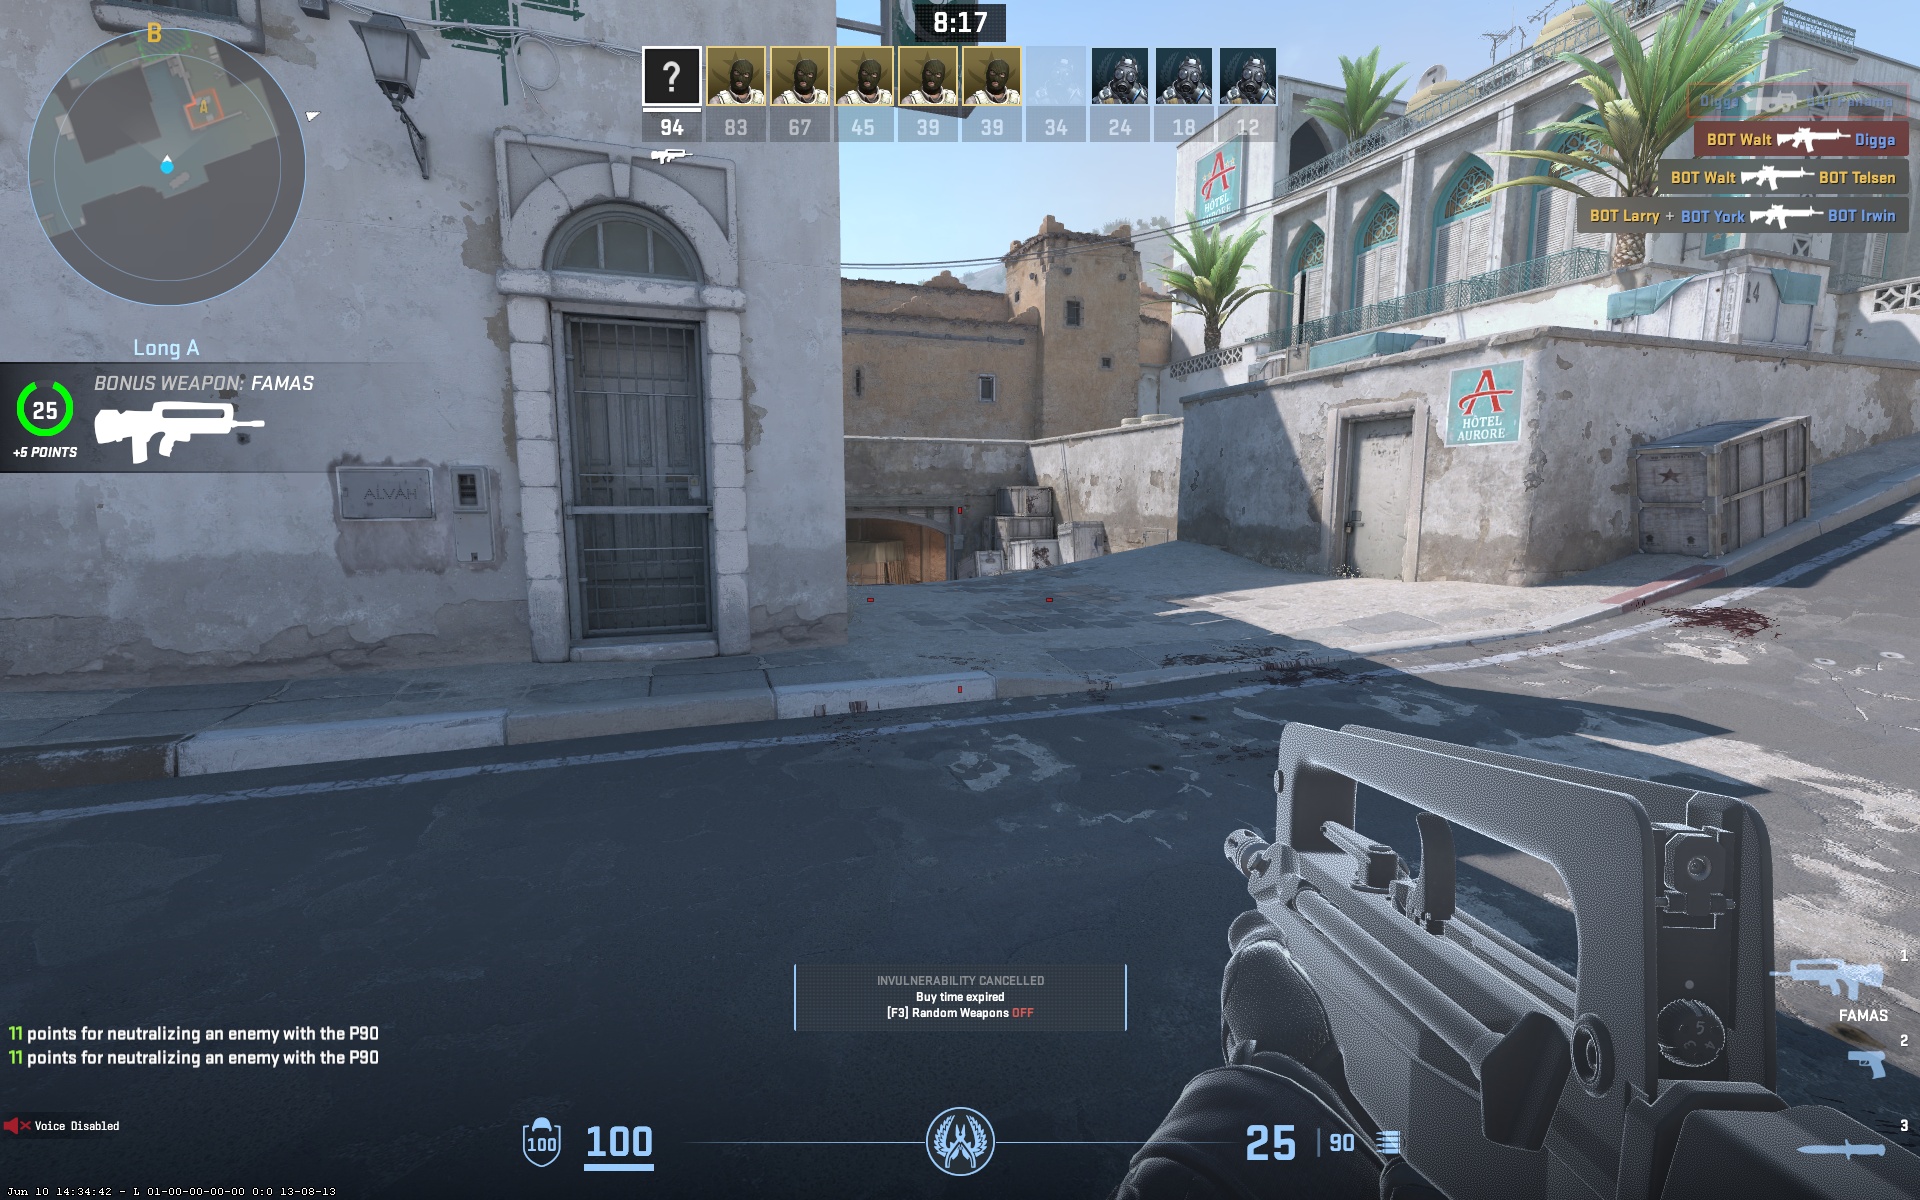 8:17
B
?
94 83 67 45 39 39 34 24 18 12
A
BOT Walt Digga
BOT Walt BOT Telsen
BOT Larry + BOT York BOT Irwin
A
HÔTEL
AURORE
14
Long A
BONUS WEAPON: FAMAS
25
+5 POINTS
A
HÔTEL
AURORE
ALVAH
INVULNERABILITY CANCELLED
Buy time expired
[F3] Random Weapons OFF
1
FAMAS
2
3
11 points for neutralizing an enemy with the P90
11 points for neutralizing an enemy with the P90
Voice Disabled
100
100
25 | 90
Jun 10 14:34:42 - L 01-00-00-00-00 0:0 13-08-13